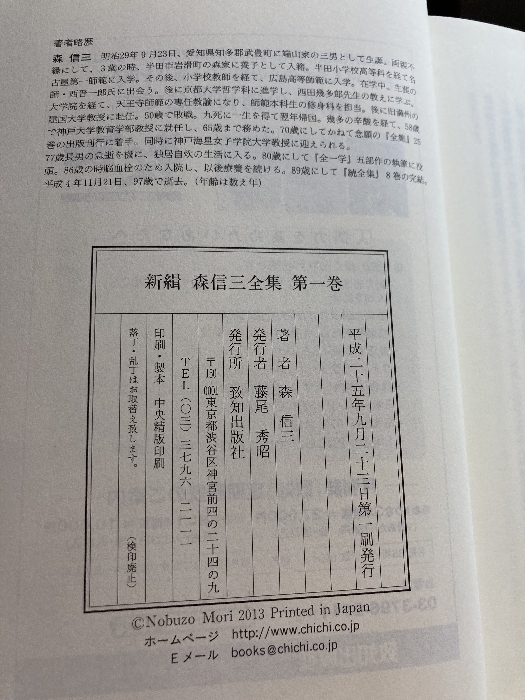 著者略歴
森 信三 明治29年9月23日、愛知県知多郡武豊町に端山家の三男として生誕。両親不
縁にして、3歳の時、半田市岩滑町の森家に養子として入籍。半田小学校高等科を経て名
古屋第一師範に入学。その後、小学校教師を経て、広島高等師範に入学。在学中、生涯の
師・西晋一郎氏に出会う。後に京都大学哲学科に進学し、西田幾多郎先生の教えに学ぶ。
大学院を経て、天王寺師範の専任教諭になり、師範本科生の修身科を担当。後に旧満州の
建国大学教授に赴任。50歳で敗戦。九死に一生を得て翌年帰国。幾多の辛酸を経て、58歳
で神戸大学教育学部教授に就任し、65歳まで務めた。70歳にしてかねて念願の『全集』25
巻の出版刊行に着手。同時に神戸海星女子学院大学教授に迎えられる。
77歳長男の急逝を機に、独居自炊の生活に入る。80歳にして『全一学』五部作の執筆に没
頭。86歳の時脳血栓のため入院し、以後療養を続ける。89歳にして『続全集』8巻の完結。
平成4年11月21日、97歳で逝去。（年齢は数え年）
新緝 森信三全集 第一巻
平成二十五年九月二十三日第一刷発行
著者 森 信三
発行者 藤尾 秀昭
発行所 致知出版社
〒150-0001 東京都渋谷区神宮前四の二十四の九
ＴＥＬ（〇三）三七九六―二一一一
印刷・製本 中央精版印刷
落丁・乱丁はお取替え致します。
（検印廃止）
©Nobuzo Mori 2013 Printed in Japan
ホームページ http://www.chichi.co.jp
Eメール books@chichi.co.jp